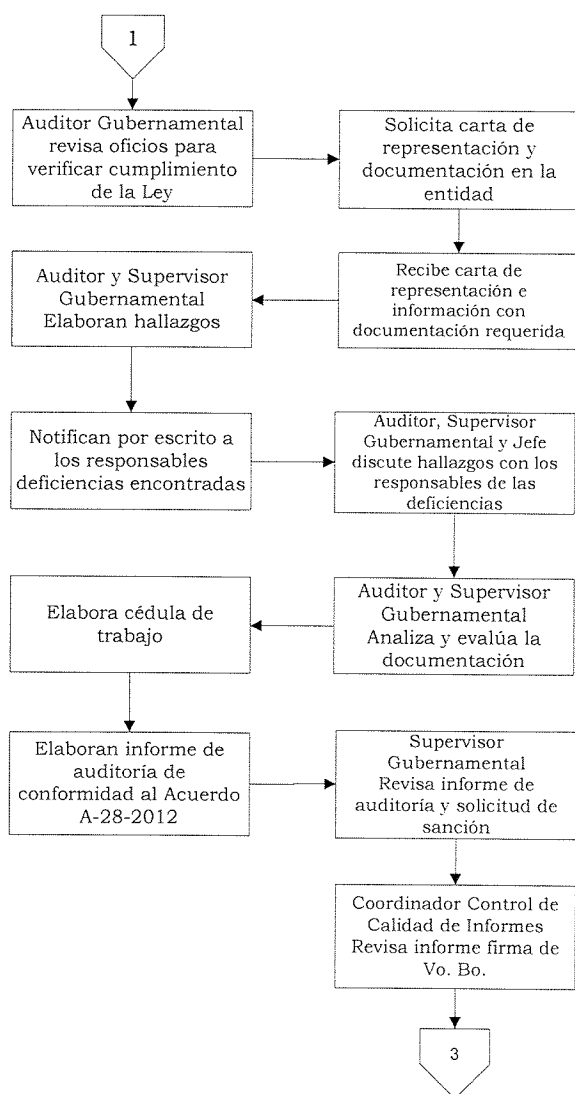 1
Auditor Gubernamental
revisa oficios para
verificar cumplimiento
de la Ley
Solicita carta de
representación y
documentación en la
entidad
Recibe carta de
representación e
información con
documentación requerida
Auditor y Supervisor
Gubernamental
Elaboran hallazgos
Notifican por escrito a
los responsables
deficiencias encontradas
Auditor, Supervisor
Gubernamental y Jefe
discute hallazgos con los
responsables de las
deficiencias
Auditor y Supervisor
Gubernamental
Analiza y evalúa la
documentación
Elabora cédula de
trabajo
Elaboran informe de
auditoría de
conformidad al Acuerdo
A-28-2012
Supervisor
Gubernamental
Revisa informe de
auditoría y solicitud de
sanción
Coordinador Control de
Calidad de Informes
Revisa informe firma de
Vo. Bo.
3